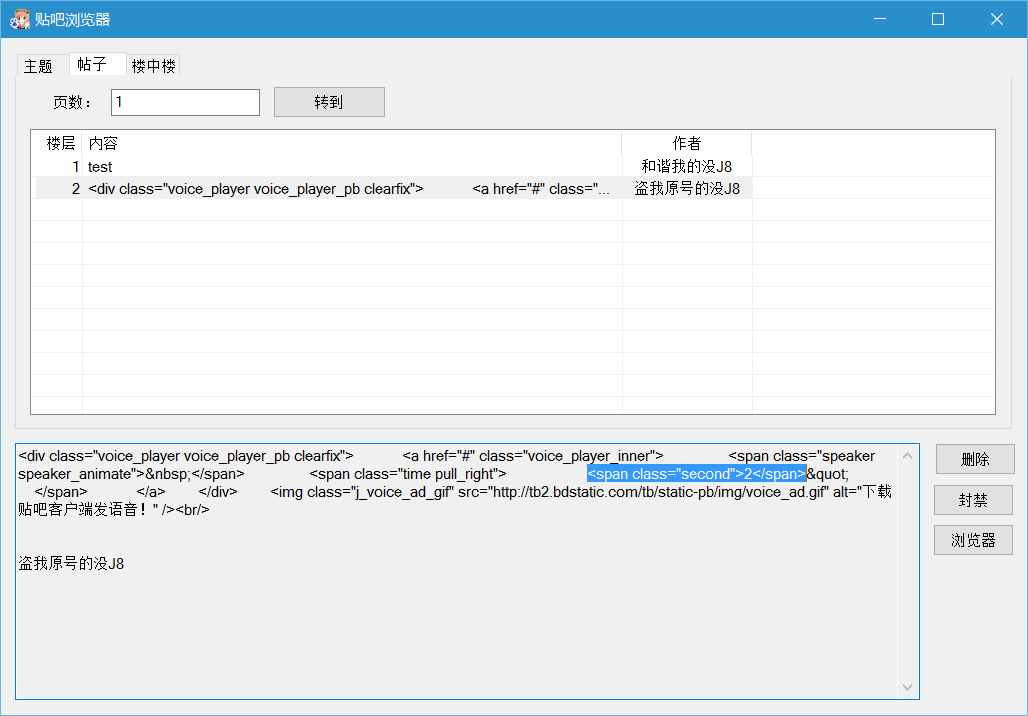 贴吧浏览器
主题 帖子 楼中楼
页数： 1 转到
楼层 内容 作者
1 test 和谐我的没J8
2 <div class="voice_player voice_player_pb clearfix"> <a href="#" class="... 盗我原号的没J8
<div class="voice_player voice_player_pb clearfix"> <a href="#" class="voice_player_inner"> <span class="speaker
speaker_animate">&nbsp;</span> <span class="time pull_right"> <span class="second">2</span>&quot;
</span> </a> </div> <img class="j_voice_ad_gif" src="http://tb2.bdstatic.com/tb/static-pb/img/voice_ad.gif" alt="下载
贴吧客户端发语音！" /><br/>
盗我原号的没J8
删除
封禁
浏览器